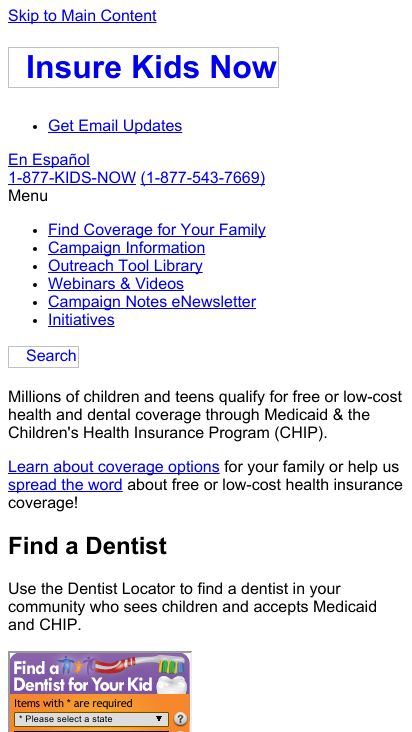 Skip to Main Content
Insure Kids Now
Get Email Updates
En Español
1-877-KIDS-NOW (1-877-543-7669)
Menu
Find Coverage for Your Family
Campaign Information
Outreach Tool Library
Webinars & Videos
Campaign Notes eNewsletter
Initiatives
Search
Millions of children and teens qualify for free or low-cost
health and dental coverage through Medicaid & the
Children's Health Insurance Program (CHIP).
Learn about coverage options for your family or help us
spread the word about free or low-cost health insurance
coverage!
Find a Dentist
Use the Dentist Locator to find a dentist in your
community who sees children and accepts Medicaid
and CHIP.
Find a
Dentist for Your Kid
Items with * are required
* Please select a state
?